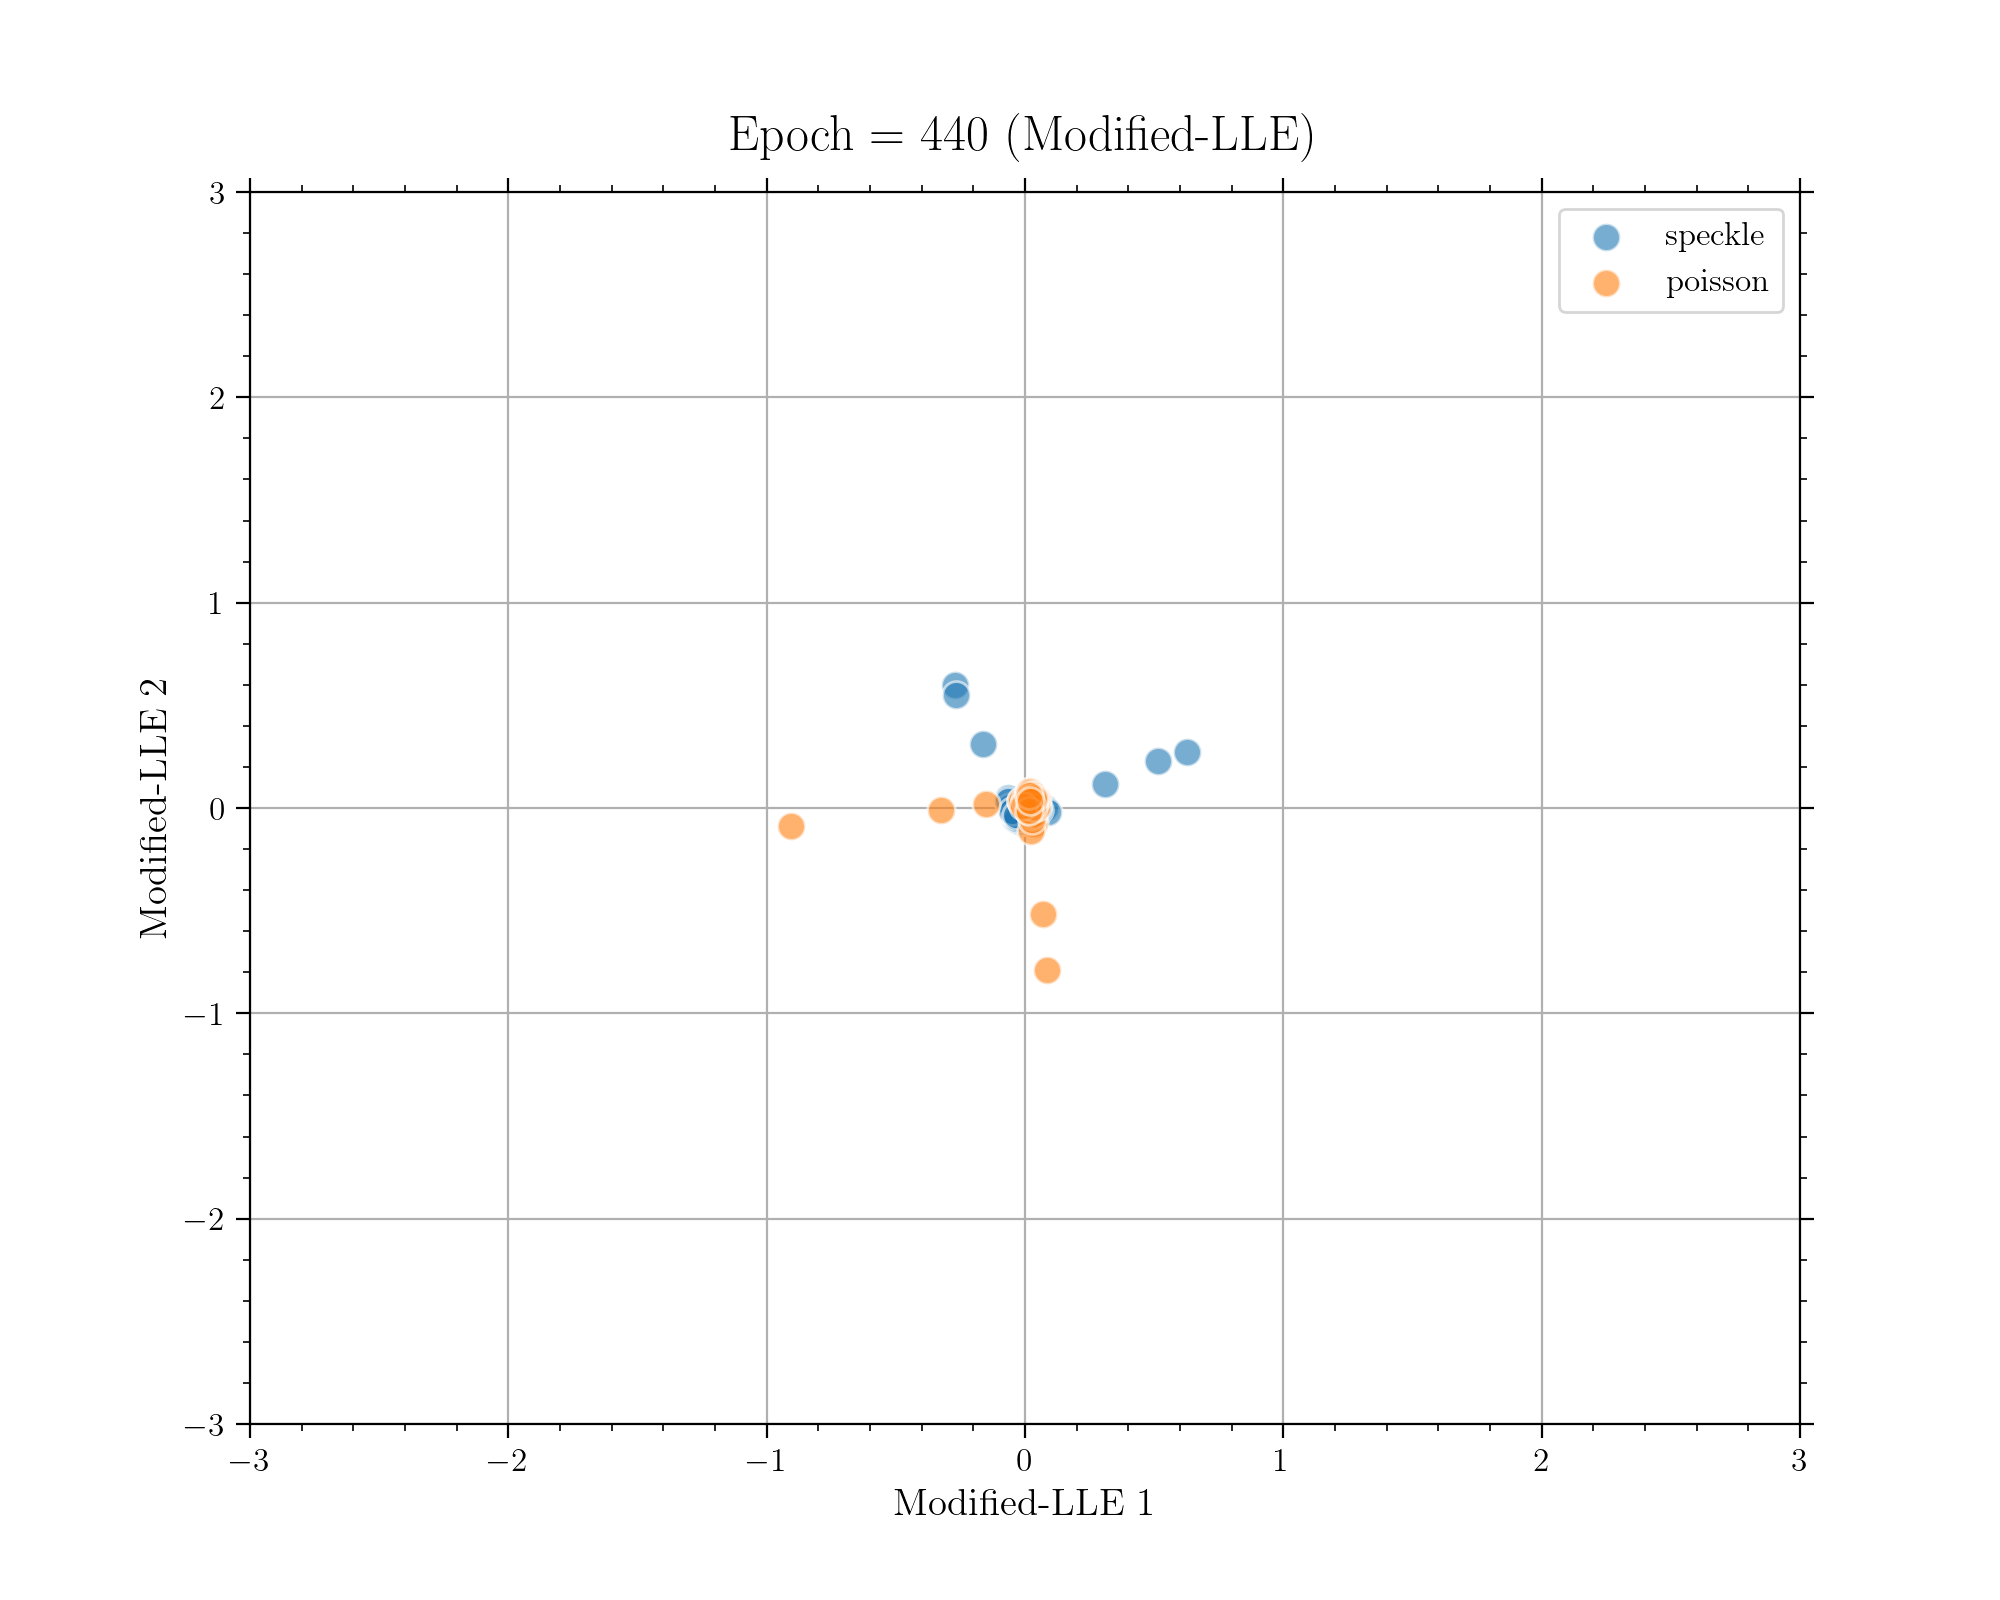 Epoch = 440 (Modified-LLE)
speckle
poisson
3
2
1
0
−1
−2
−3
Modified-LLE 2
−3
−2
−1
0
1
2
3
Modified-LLE 1